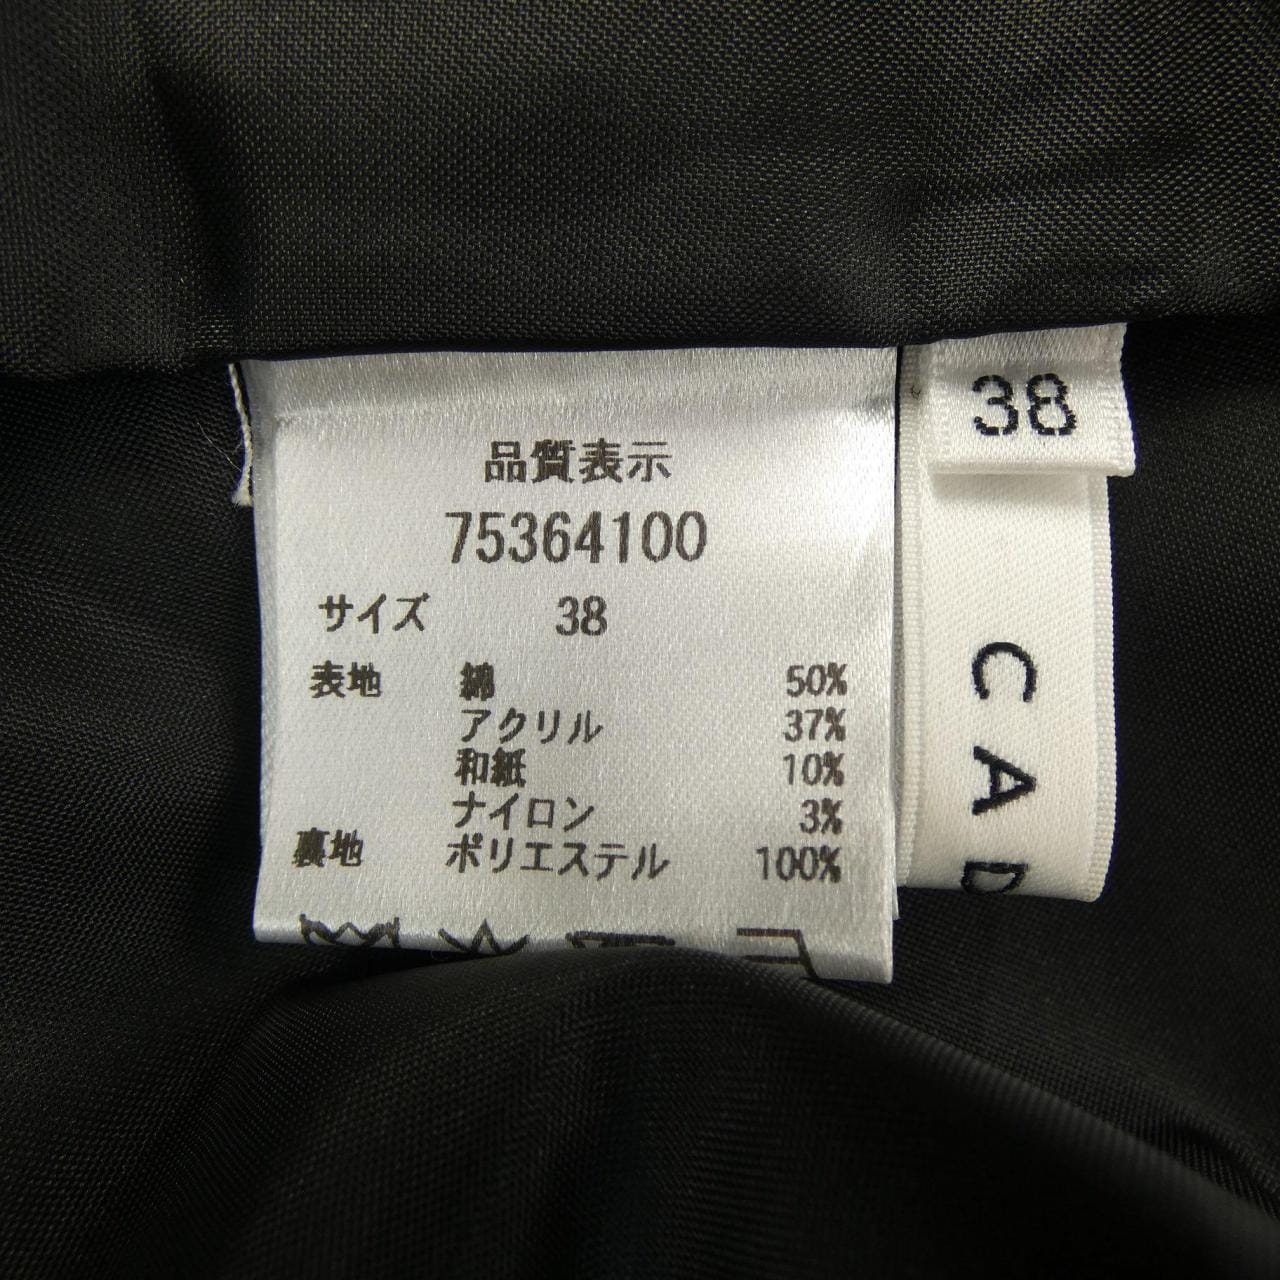 品質表示
75364100
サイズ 38
表地 綿 50%
アクリル 37%
和紙 10%
ナイロン 3%
裏地 ポリエステル 100%
38
CAD